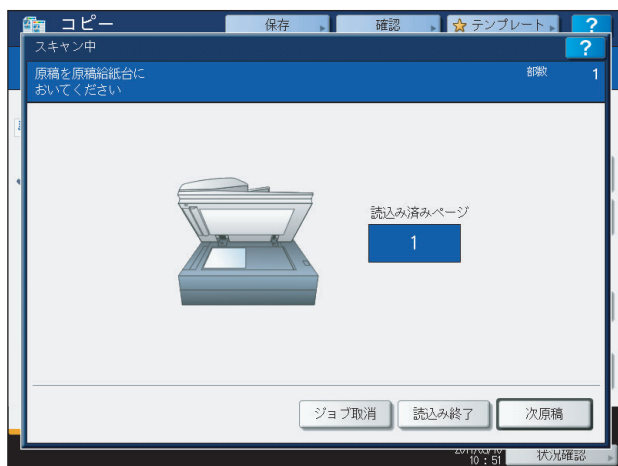 コピー
保存
確認
テンプレート
?
スキャン中
?
原稿を原稿給紙台に
おいてください
部数 1
読込み済みページ
1
ジョブ取消
読込み終了
次原稿
10:51
状況確認